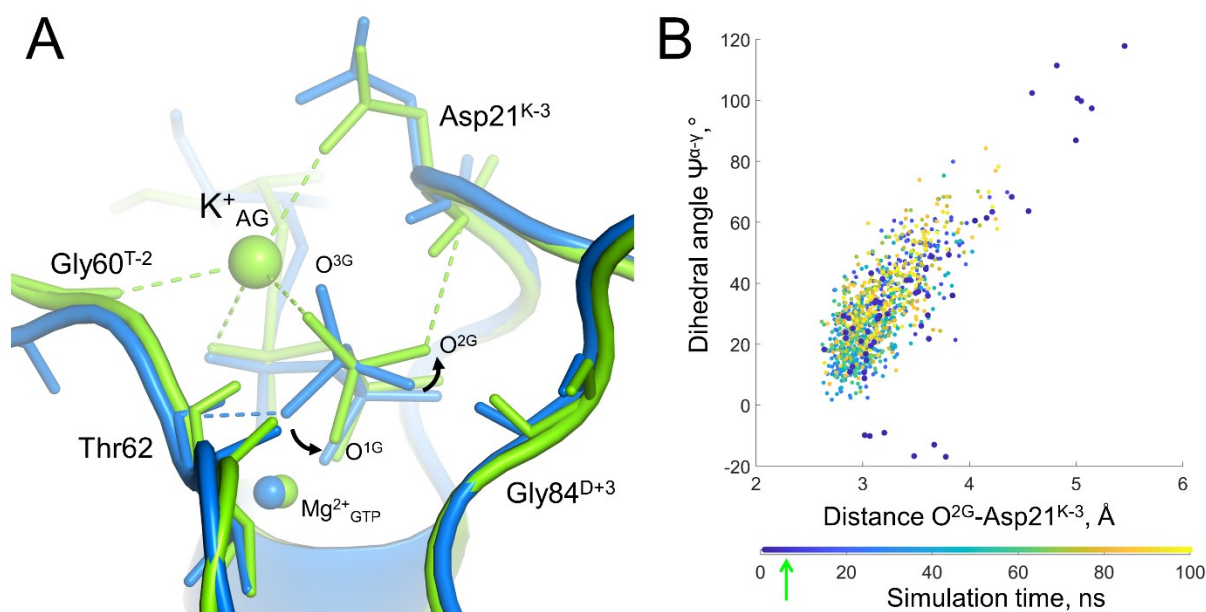 A
Asp21K-3
K+AG
Gly60T-2
O3G
O2G
Thr62
O1G
Gly84D+3
Mg2+GTP
B
Dihedral angle Ψα-γ,°
120
100
80
60
40
20
0
-20
2 3 4 5 6
Distance O2G-Asp21K-3, Å
0 20 40 60 80 100
Simulation time, ns